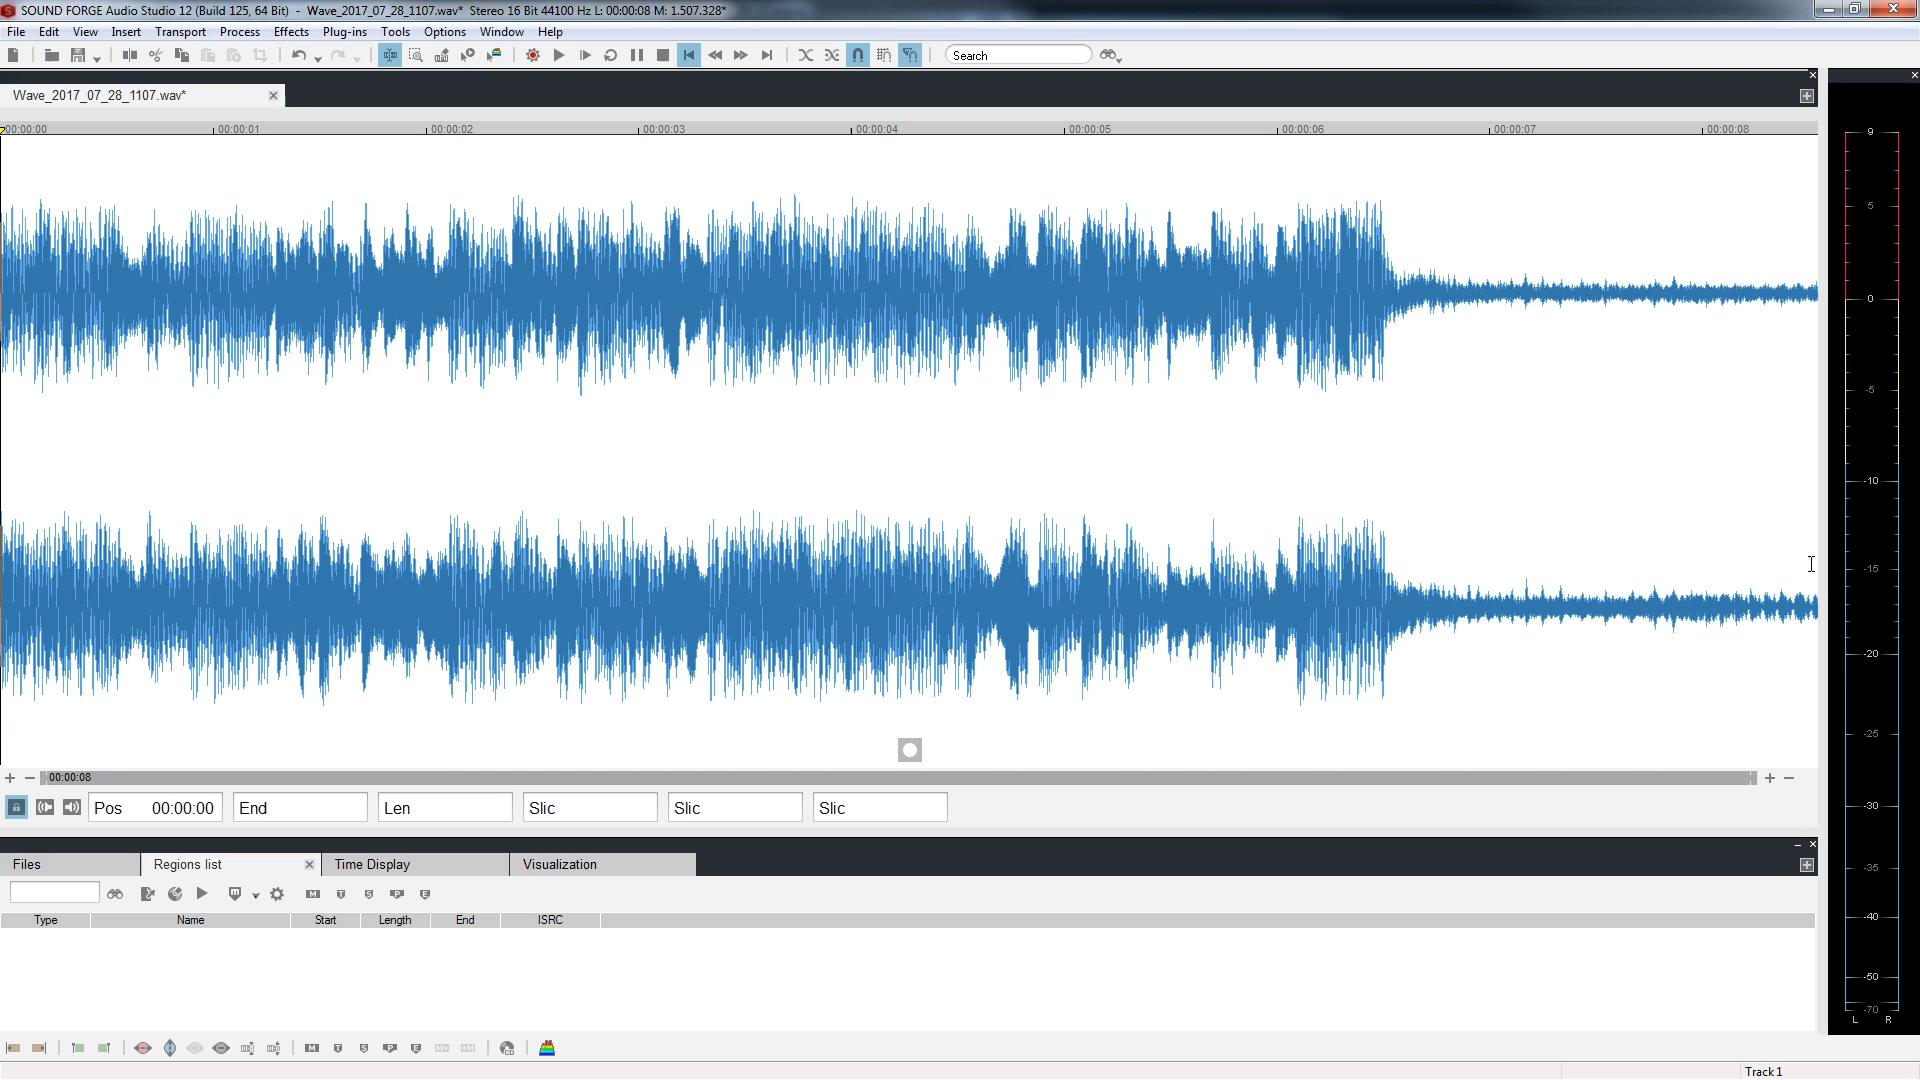 SOUND FORGE Audio Studio 12 (Build 125, 64 Bit) - Wave_2017_07_28_1107.wav* Stereo 16 Bit 44100 Hz L: 00:00:08 M: 1.507.328*
File Edit View Insert Transport Process Effects Plug-ins Tools Options Window Help
Search
Wave_2017_07_28_1107.wav*
00:00:00 00:00:01 00:00:02 00:00:03 00:00:04 00:00:05 00:00:06 00:00:07 00:00:08
9
5
0
-5
-10
-15
-20
-25
-30
-35
-40
-50
-70
L R
00:00:08
Pos 00:00:00 End Len Slic Slic Slic
Files Regions list Time Display Visualization
M T S P E
Type Name Start Length End ISRC
M T S P E
CD
Track 1